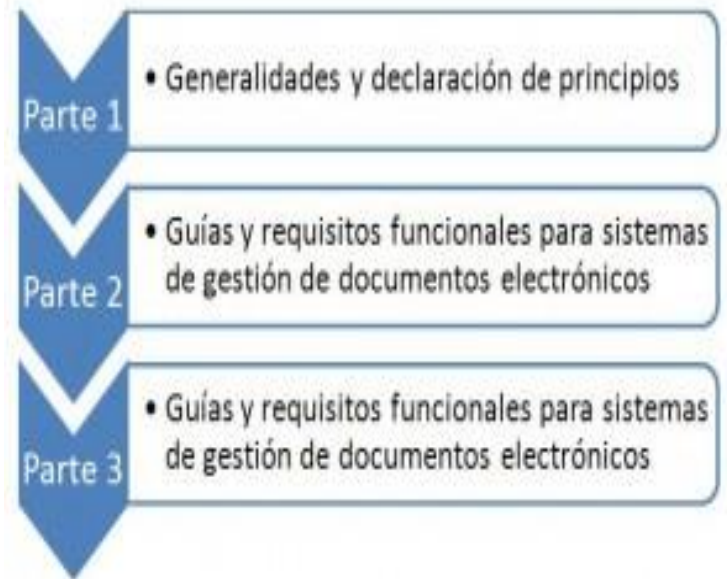 Parte 1
• Generalidades y declaración de principios
Parte 2
• Guías y requisitos funcionales para sistemas
de gestión de documentos electrónicos
Parte 3
• Guías y requisitos funcionales para sistemas
de gestión de documentos electrónicos